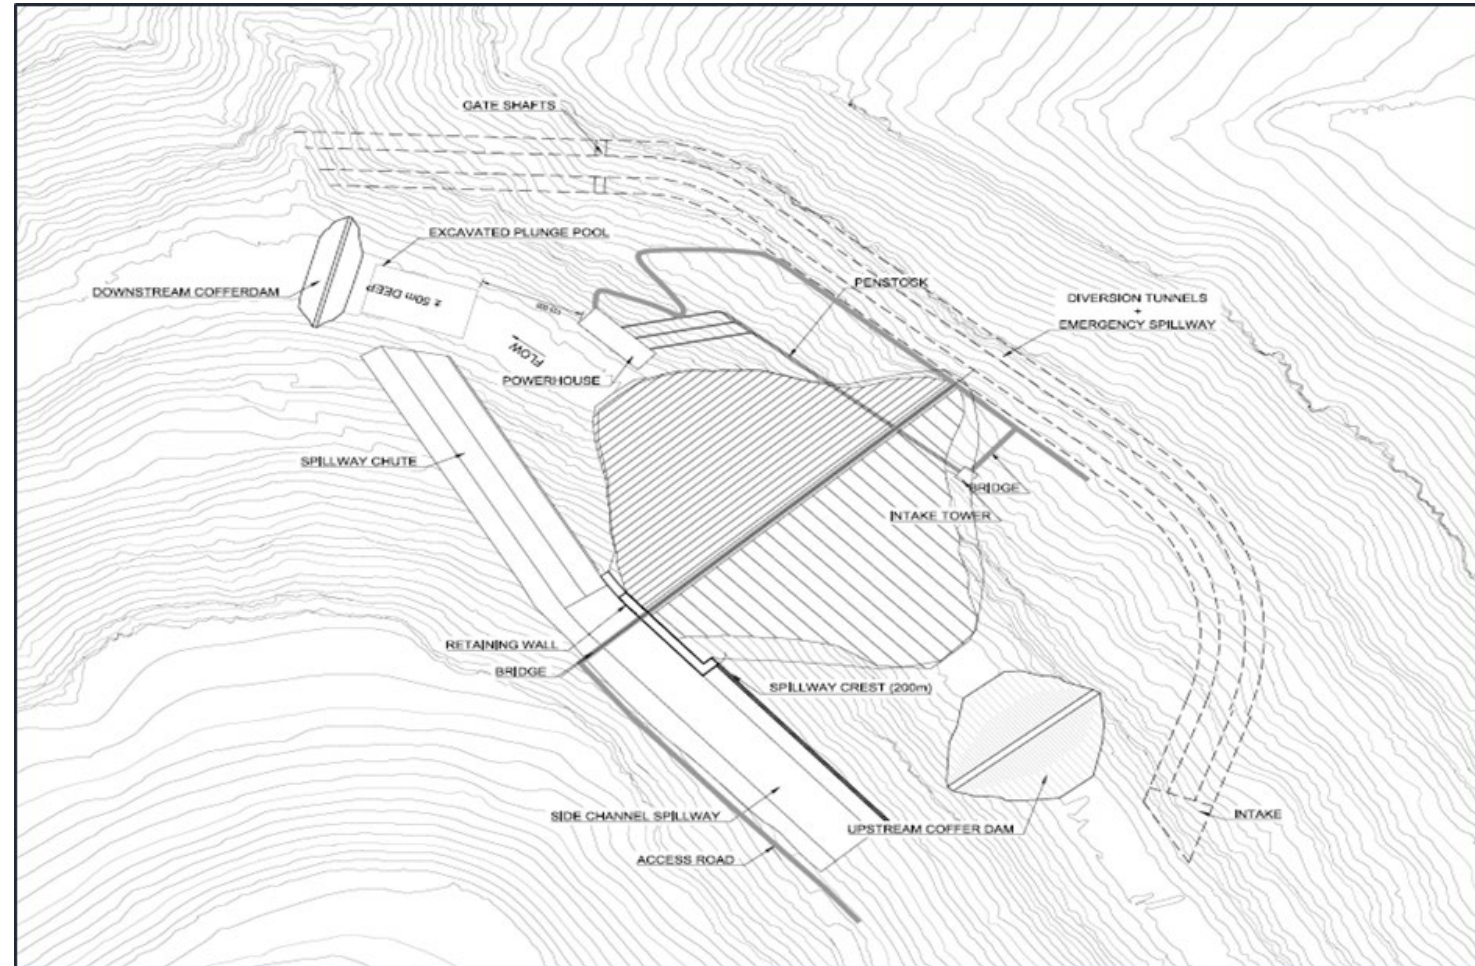 GATE SHAFTS
EXCAVATED PLUNGE POOL
DOWNSTREAM COFFERDAM
± 50m DEEP
PENSTOCK
DIVERSION TUNNELS
+
EMERGENCY SPILLWAY
FLOW
POWERHOUSE
SPILLWAY CHUTE
BRIDGE
INTAKE TOWER
RETAINING WALL
BRIDGE
SPILLWAY CREST (200m)
SIDE CHANNEL SPILLWAY
UPSTREAM COFFER DAM
INTAKE
ACCESS ROAD